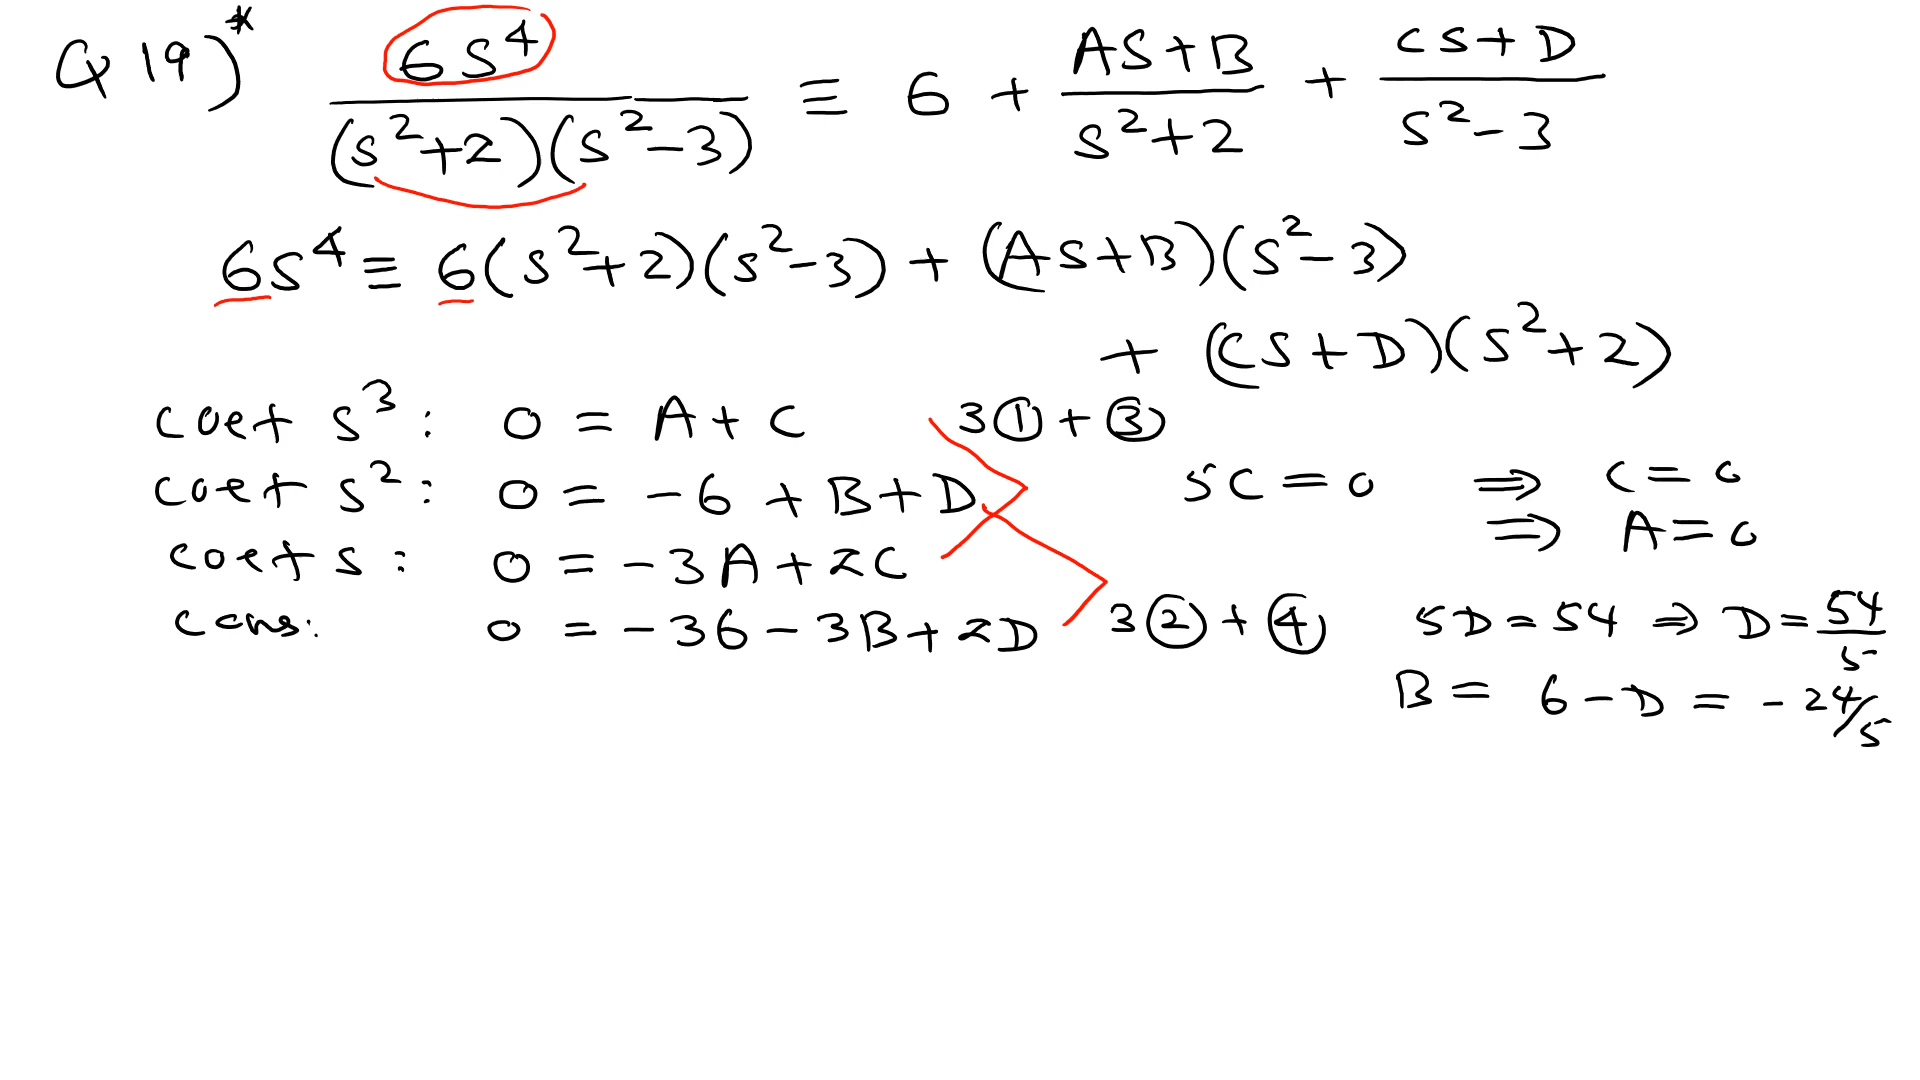 Q 19)* 6s⁴/((s²+2)(s²-3)) ≡ 6 + (As+B)/(s²+2) + (Cs+D)/(s²-3)
6s⁴ ≡ 6(s²+2)(s²-3) + (As+B)(s²-3)
+ (Cs+D)(s²+2)
coef s³: 0 = A + C 3① + ③
coef s²: 0 = -6 + B + D 5C = 0 ⇒ C = 0
⇒ A = 0
coef s: 0 = -3A + 2C
cons: 0 = -36 - 3B + 2D 3② + ④ 5D = 54 ⇒ D = 54/5
B = 6 - D = -24/5